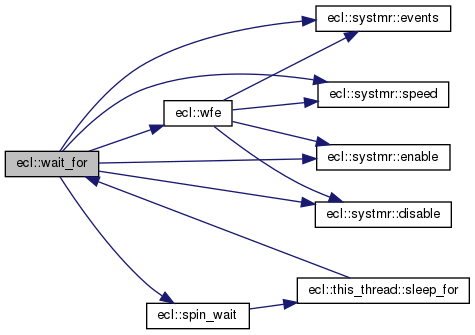 ecl::systmr::events
ecl::systmr::speed
ecl::wfe
ecl::wait_for
ecl::systmr::enable
ecl::systmr::disable
ecl::this_thread::sleep_for
ecl::spin_wait